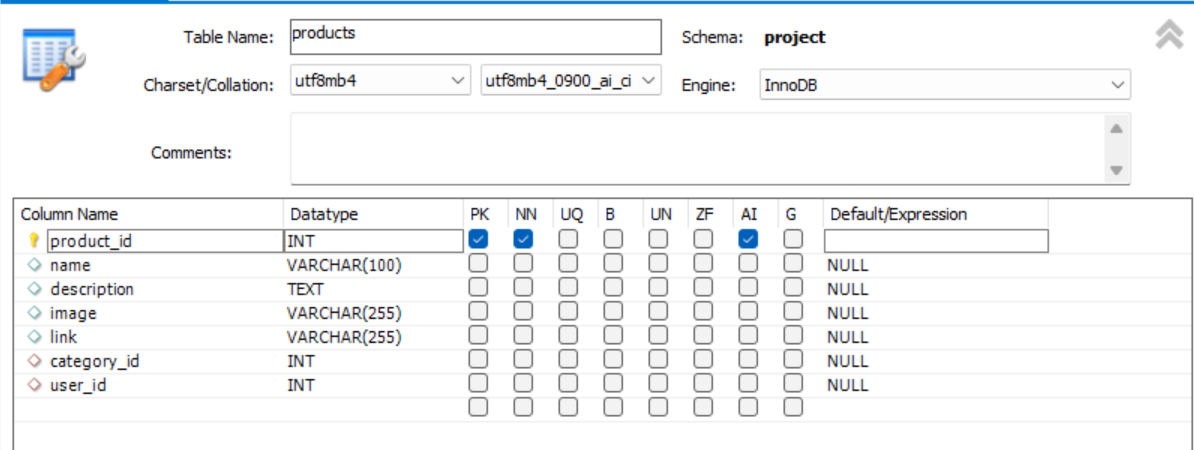 Table Name: products Schema: project
Charset/Collation: utf8mb4 utf8mb4_0900_ai_ci Engine: InnoDB
Comments:
Column Name Datatype PK NN UQ B UN ZF AI G Default/Expression
product_id INT
name VARCHAR(100) NULL
description TEXT NULL
image VARCHAR(255) NULL
link VARCHAR(255) NULL
category_id INT NULL
user_id INT NULL